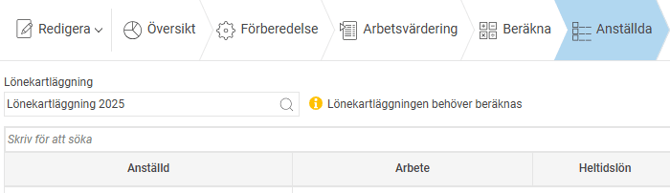 Redigera Översikt Förberedelse Arbetsvärdering Beräkna Anställda
Lönekartläggning
Lönekartläggning 2025 Lönekartläggningen behöver beräknas
Skriv för att söka
Anställd Arbete Heltidslön